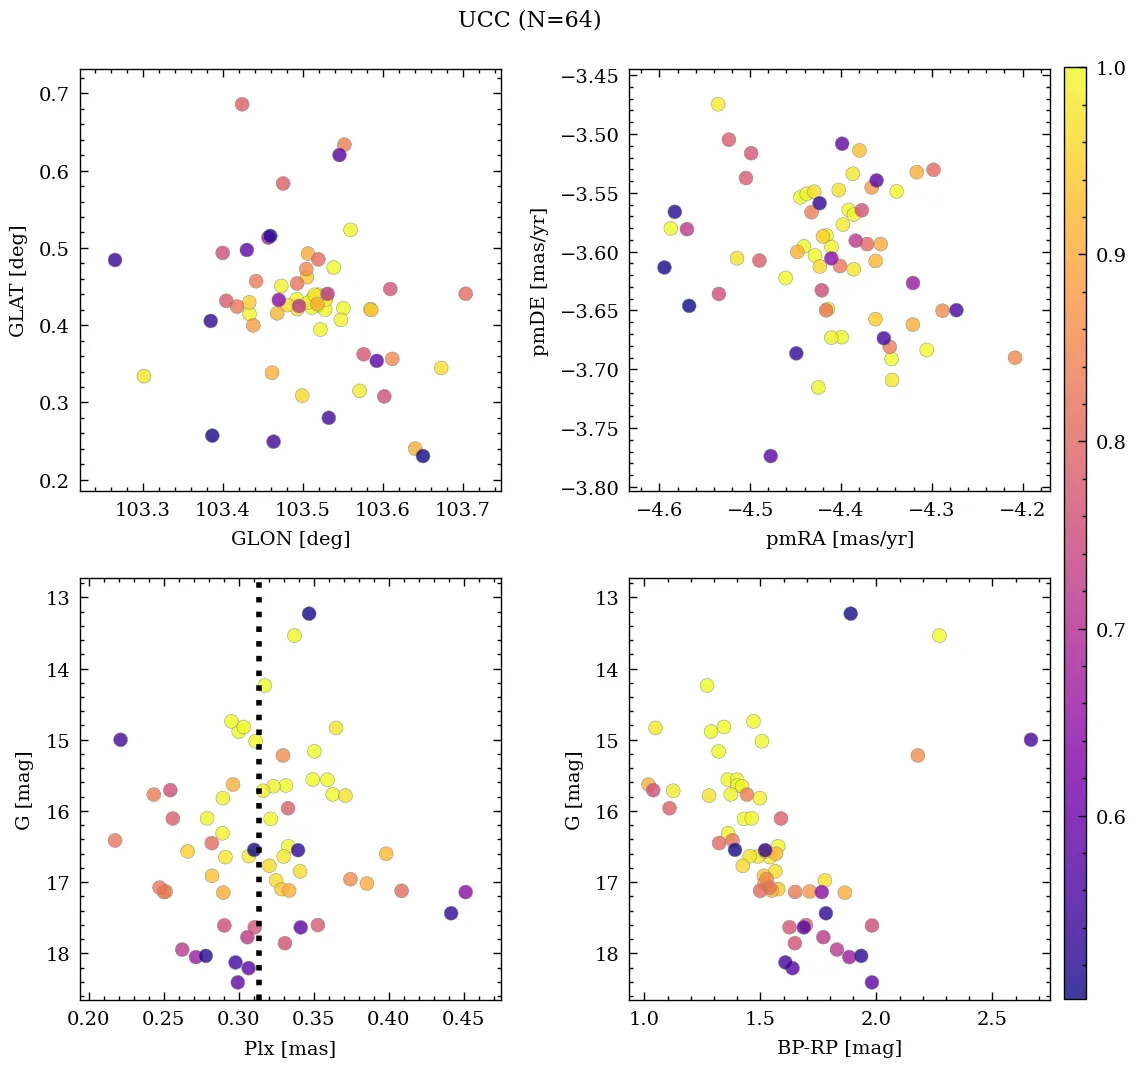 UCC (N=64)
0.7
0.6
0.5
0.4
0.3
0.2
GLAT [deg]
103.3 103.4 103.5 103.6 103.7
GLON [deg]
−3.45
−3.50
−3.55
−3.60
−3.65
−3.70
−3.75
−3.80
pmDE [mas/yr]
−4.6 −4.5 −4.4 −4.3 −4.2
pmRA [mas/yr]
1.0
0.9
0.8
0.7
0.6
13
14
15
16
17
18
G [mag]
0.20 0.25 0.30 0.35 0.40 0.45
Plx [mas]
13
14
15
16
17
18
G [mag]
1.0 1.5 2.0 2.5
BP-RP [mag]